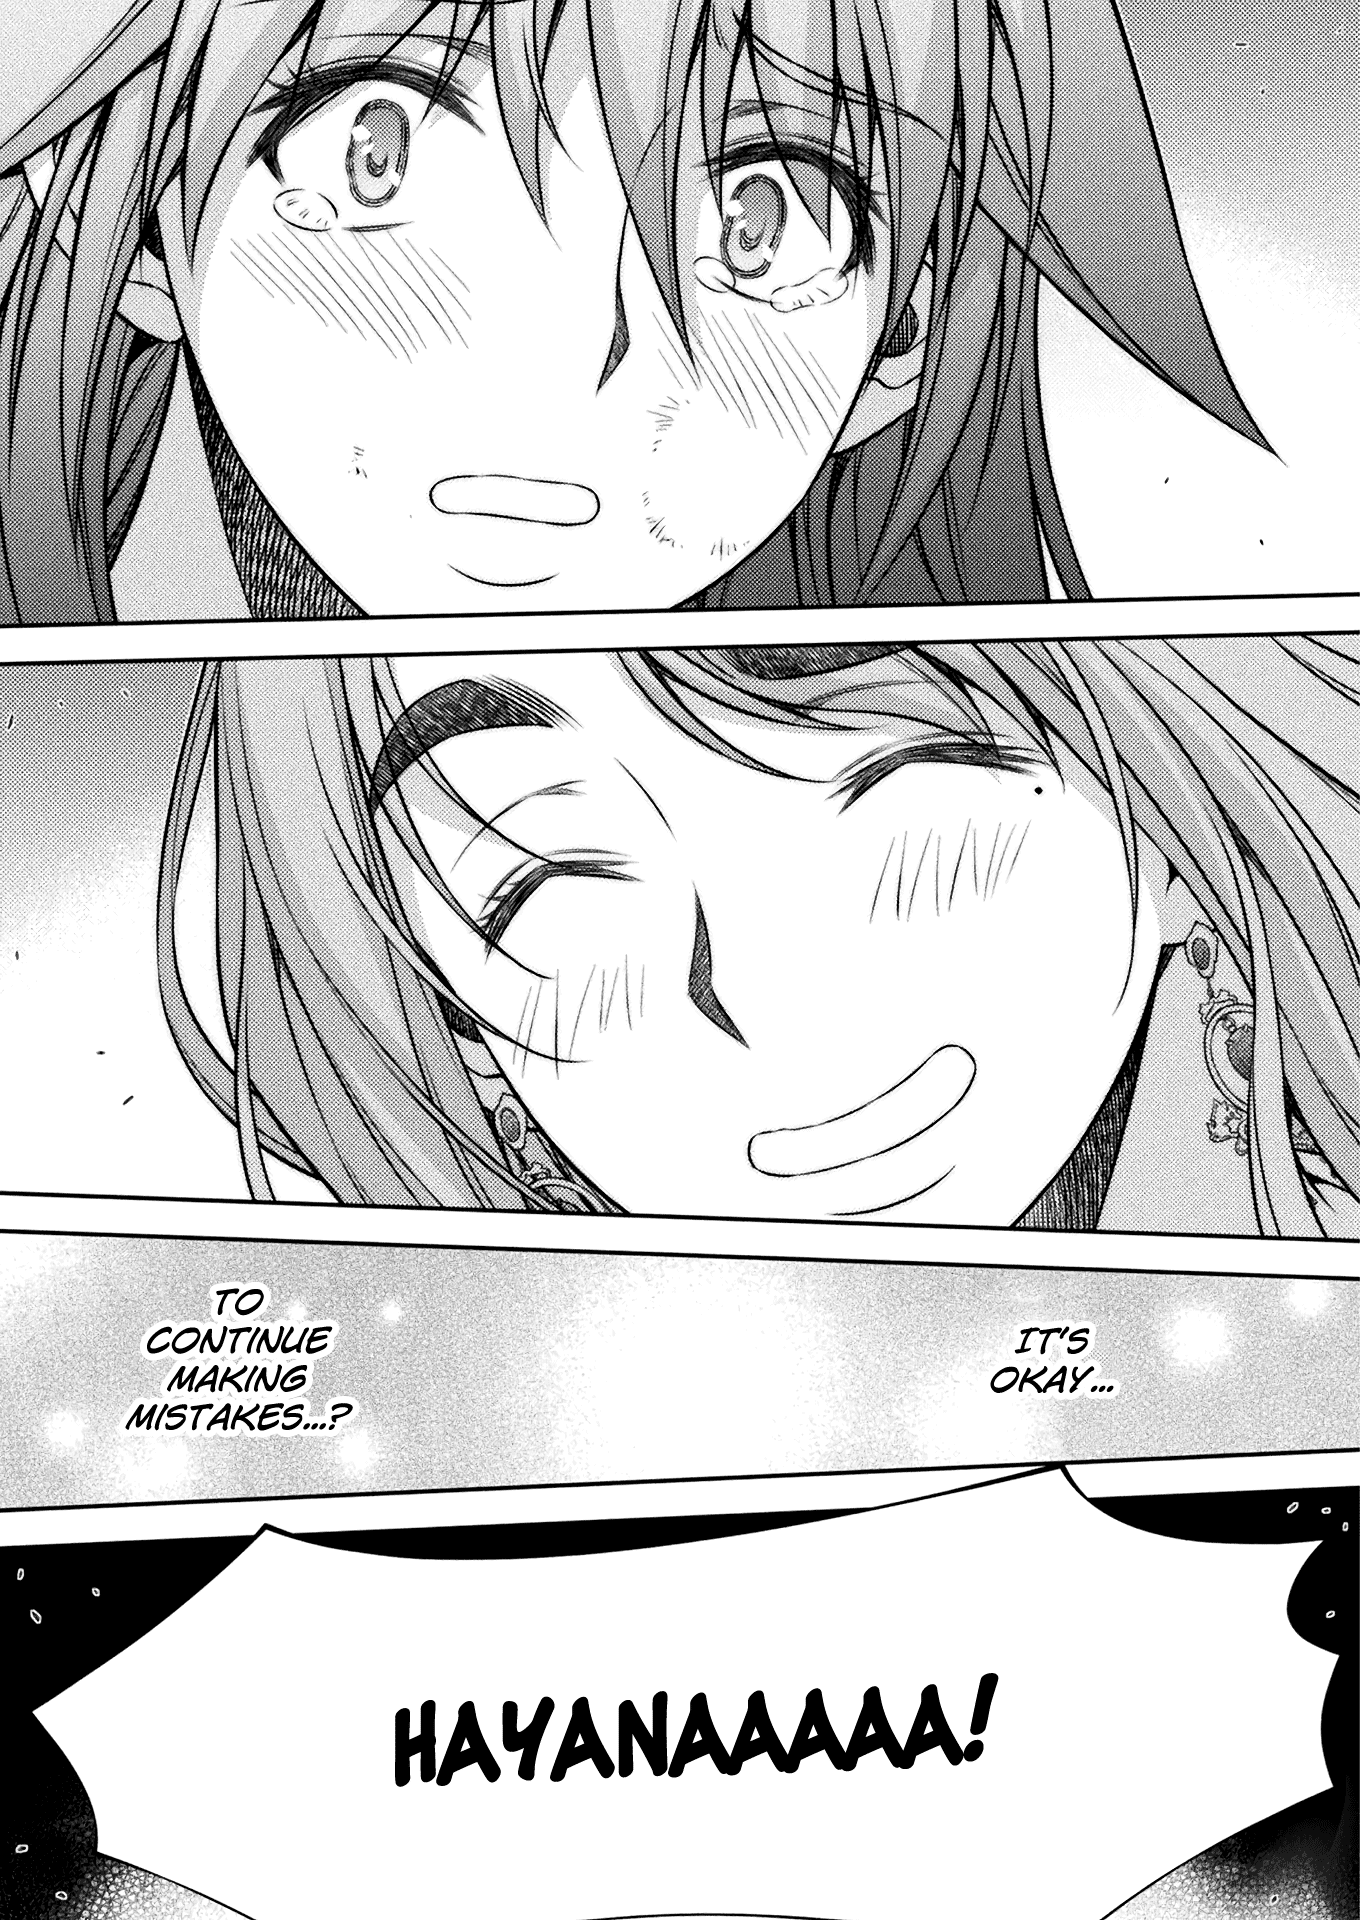 IT'S
OKAY...
TO
CONTINUE
MAKING
MISTAKES...?
HAYANAAAAA!